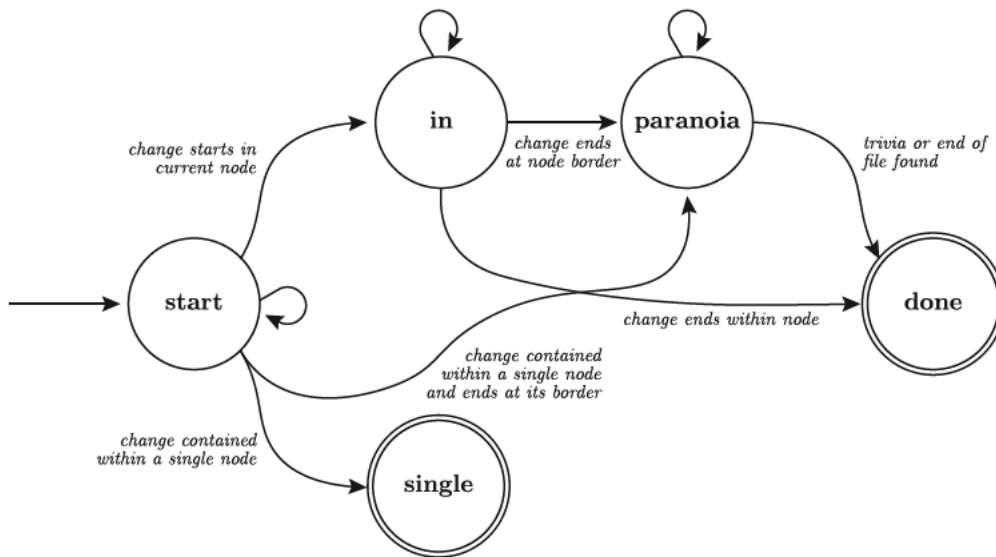 in
paranoia
change starts in
current node
change ends
at node border
trivia or end of
file found
start
done
change ends within node
change contained
within a single node
and ends at its border
change contained
within a single node
single